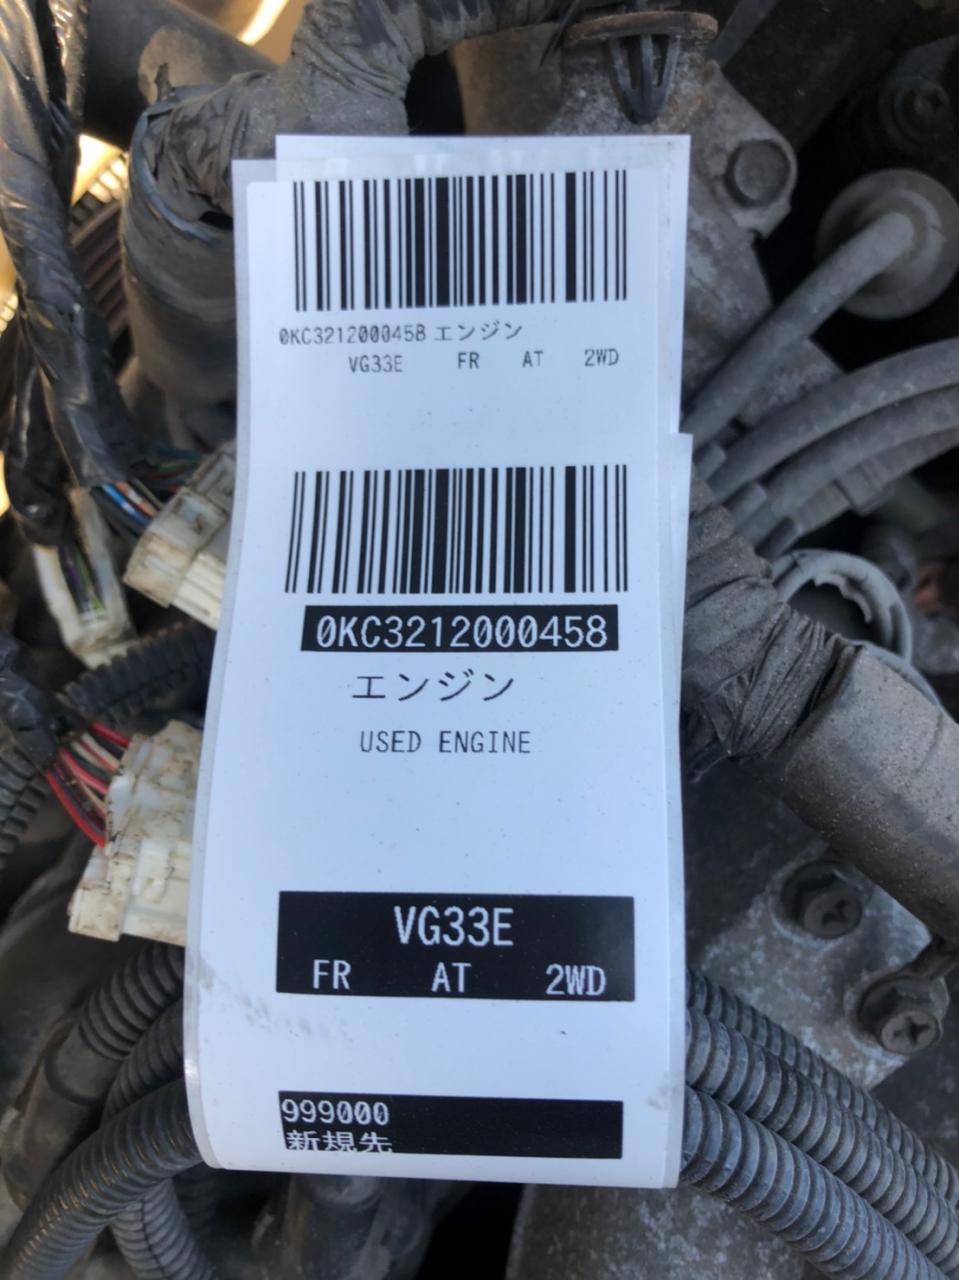 0KC3212000458 エンジン
VG33E FR AT 2WD
0KC3212000458
エンジン
USED ENGINE
VG33E
FR AT 2WD
999000
新規先